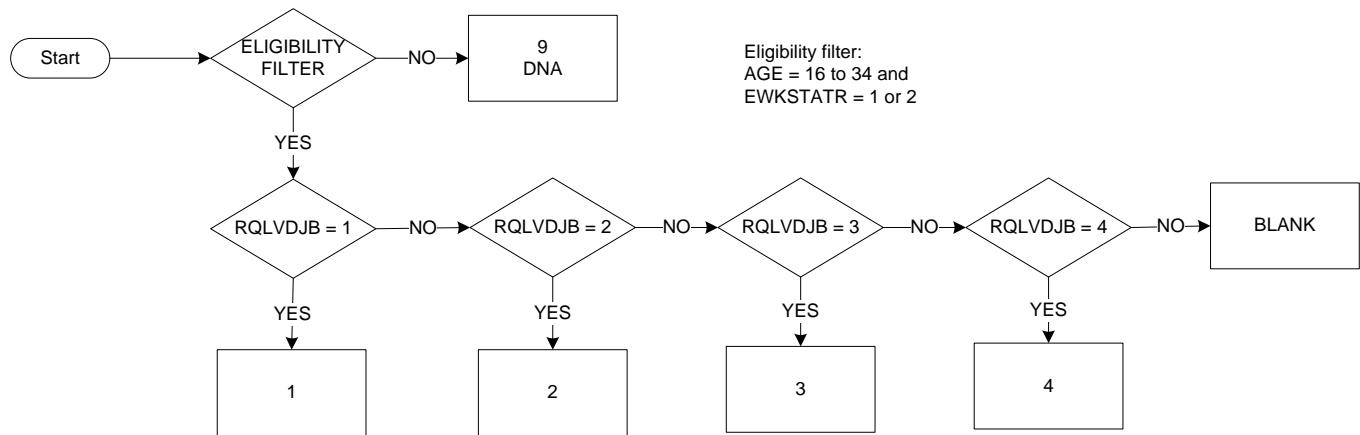 Start
ELIGIBILITY
FILTER
NO
9
DNA
Eligibility filter:
AGE = 16 to 34 and
EWKSTATR = 1 or 2
YES
RQLVDJB = 1
NO
RQLVDJB = 2
NO
RQLVDJB = 3
NO
RQLVDJB = 4
NO
BLANK
YES
YES
YES
YES
1
2
3
4